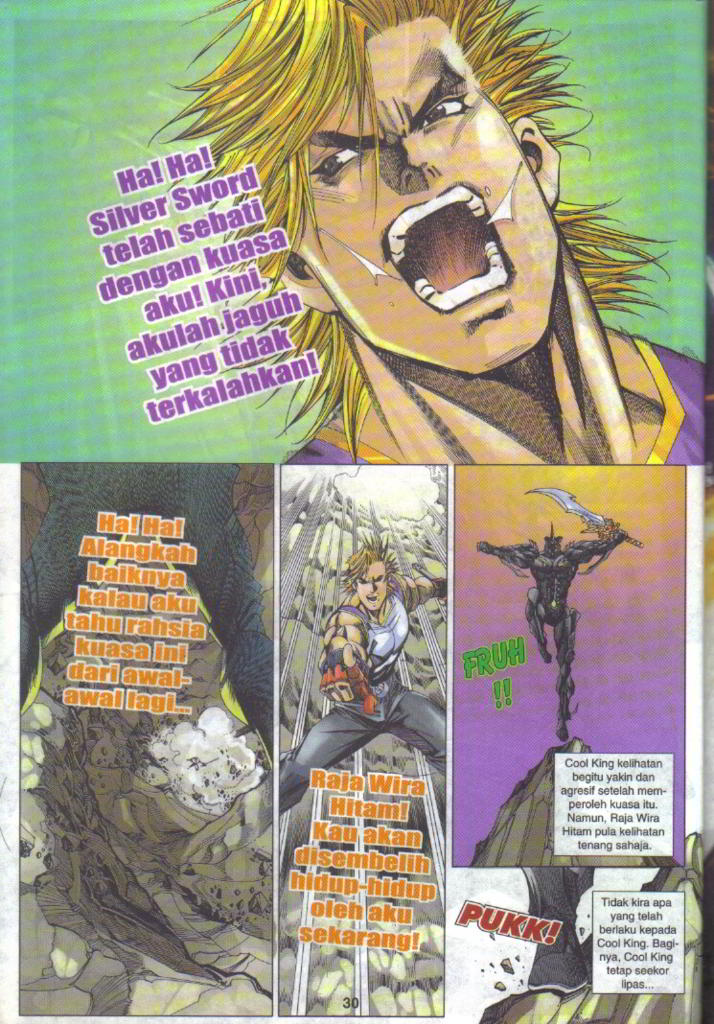 Ha! Ha!
Silver Sword
telah sebati
dengan kuasa
aku! Kini,
akulah jaguh
yang tidak
terkalahkan!
Ha! Ha!
Alangkah
baiknya
kalau aku
tahu rahsia
kuasa ini
dari awal-
awal lagi...
Raja Wira
Hitam!
Kau akan
disembelih
hidup-hidup
oleh aku
sekarang!
FRUH
!!
Cool King kelihatan
begitu yakin dan
agresif setelah mem-
peroleh kuasa itu.
Namun, Raja Wira
Hitam pula kelihatan
tenang sahaja.
PUKK!
Tidak kira apa
yang telah
berlaku kepada
Cool King. Bagi-
nya, Cool King
tetap seekor
lipas...
30